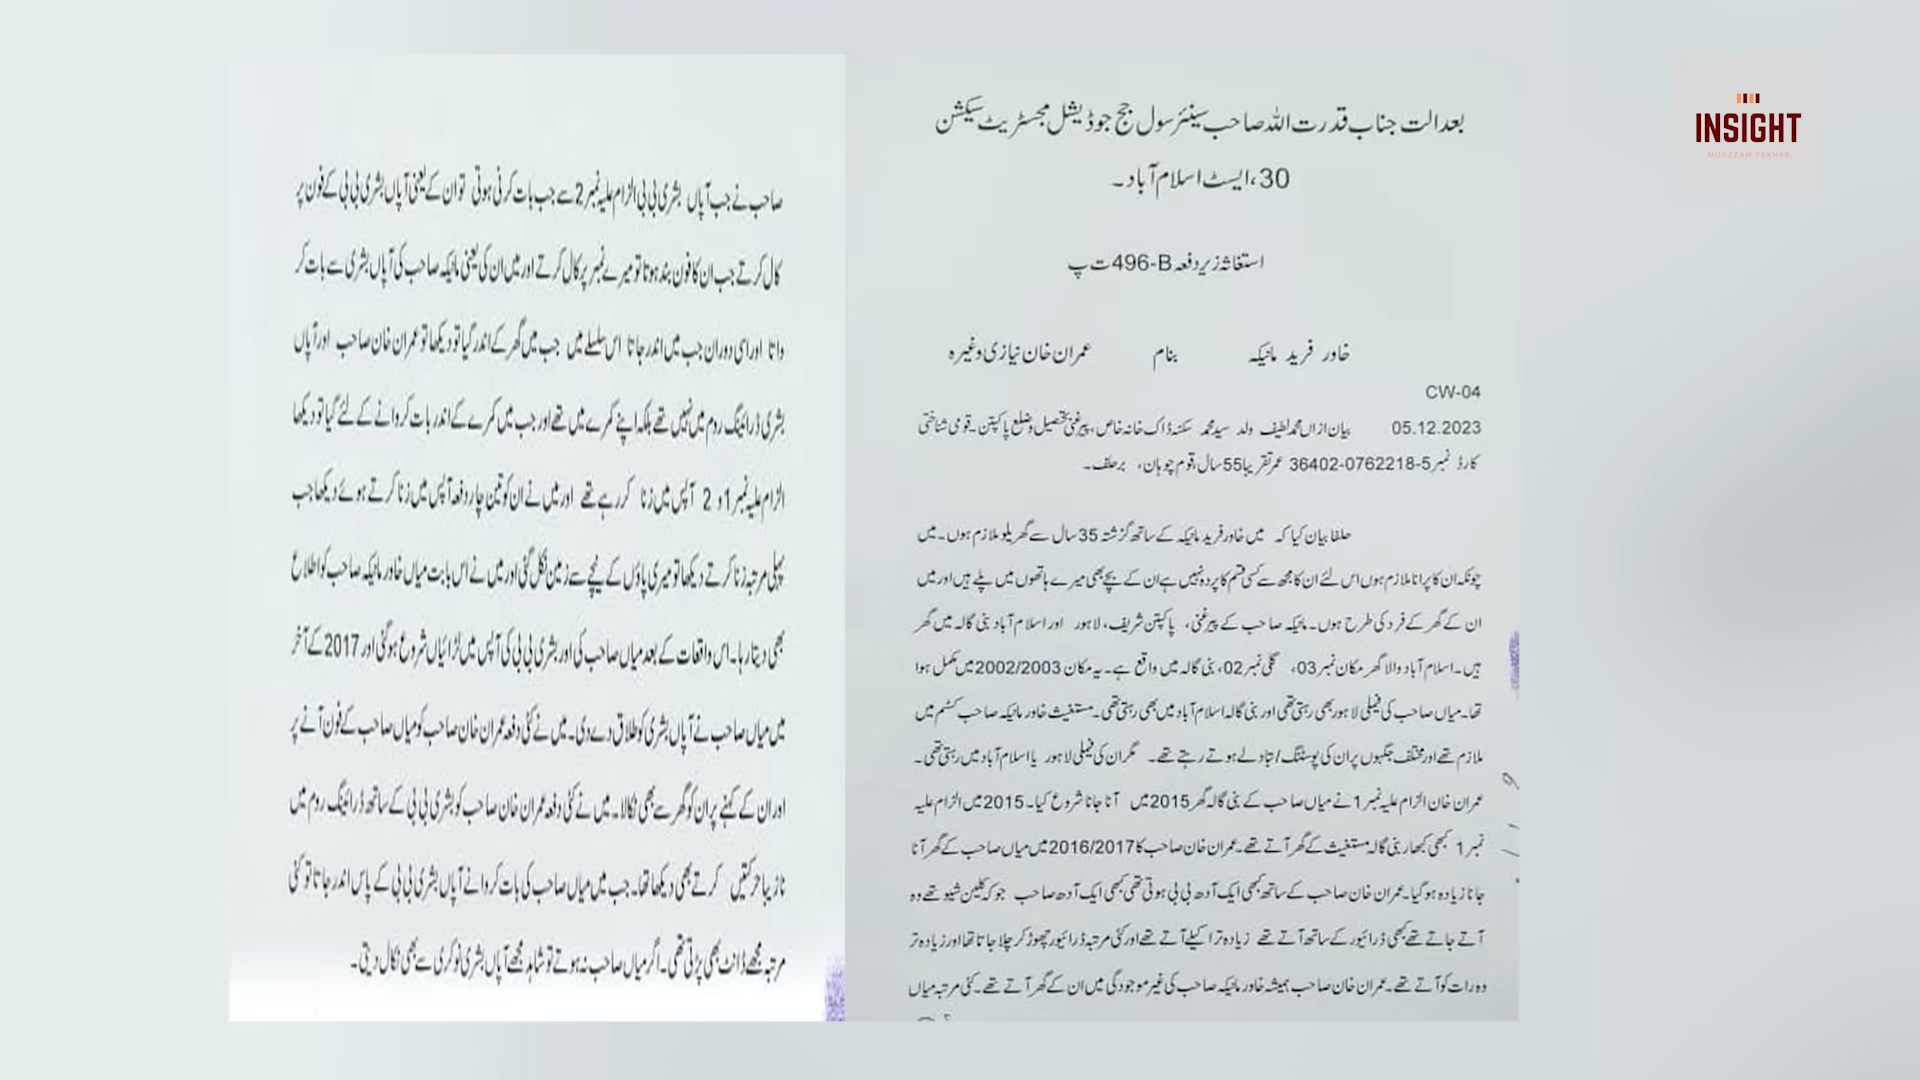 بعدالت جناب قدرت اللہ صاحب سینئر سول جج جوڈیشل مجسٹریٹ سیکشن
30، ایسٹ اسلام آباد۔
استغاثہ زیر دفعہ 496-B ت پ
خاور فرید مانیکہ بنام عمران خان نیازی وغیرہ
CW-04
05.12.2023 بیان ازاں محمد لطیف ولد سید محمد سکنہ ڈاک خانہ خاص، پیر غنی تحصیل و ضلع پاکپتن۔ قومی شناختی
کارڈ نمبر 36402-0762218-5 عمر تقریبا 55 سال، قوم چوہان، برحلف۔
حلفا بیان کیا کہ میں خاور فرید مانیکہ کے ساتھ گزشتہ 35 سال سے گھریلو ملازم ہوں۔ میں
چونکہ ان کا پرانا ملازم ہوں اس لئے ان کا مجھ سے کسی قسم کا پردہ نہیں ہے ان کے بچے بھی میرے ہاتھوں میں پلے ہیں اور میں
ان کے گھر کے فرد کی طرح ہوں۔ مانیکہ صاحب کے پیر غنی، پاکپتن شریف، لاہور اور اسلام آباد بنی گالہ میں گھر
ہیں۔ اسلام آباد والا گھر مکان نمبر 03، گلی نمبر 02، بنی گالہ میں واقع ہے۔ یہ مکان 2002/2003 میں مکمل ہوا
تھا۔ میاں صاحب کی فیملی لاہور بھی رہتی تھی اور بنی گالہ اسلام آباد میں بھی رہتی تھی۔ مستغیث خاور مانیکہ صاحب کسٹم میں
ملازم تھے اور مختلف جگہوں پر ان کی پوسٹنگ / تبادلے ہوتے رہتے تھے۔ مگر ان کی فیملی لاہور یا اسلام آباد میں رہتی تھی۔
عمران خان الزام علیہ نمبر 1 نے میاں صاحب کے بنی گالہ گھر 2015 میں آنا جانا شروع کیا۔ 2015 میں الزام علیہ
نمبر 1 کبھی کبھار بنی گالہ مستغیث کے گھر آتے تھے۔ عمران خان صاحب کا 2016/2017 میں میاں صاحب کے گھر آنا
جانا زیادہ ہو گیا۔ عمران خان صاحب کے ساتھ کبھی ایک آدھ بی بی ہوتی تھی کبھی ایک آدھ صاحب جو کہ کلین شیو تھے وہ
آتے جاتے تھے کبھی ڈرائیور کے ساتھ آتے تھے زیادہ تر اکیلے آتے تھے اور کئی مرتبہ ڈرائیور چھوڑ کر چلا جاتا تھا اور زیادہ تر
وہ رات کو آتے تھے۔ عمران خان صاحب ہمیشہ خاور مانیکہ صاحب کی غیر موجودگی میں ان کے گھر آتے تھے۔ کئی مرتبہ میاں
صاحب نے جب آپاں بشری بی بی الزام علیہ نمبر 2 سے جب بات کرنی ہوتی تو ان کے یعنی آپاں بشری بی بی کے فون پر
کال کرتے جب ان کا فون بند ہوتا تو میرے نمبر پر کال کرتے اور میں ان کی یعنی مانیکہ صاحب کی آپاں بشری سے بات کر
واتا اور اسی دوران جب میں اندر جاتا اس سلسلے میں جب میں گھر کے اندر گیا تو دیکھا تو عمران خان صاحب اور آپاں
بشری ڈرائینگ روم میں نہیں تھے بلکہ اپنے کمرے میں تھے اور جب میں کمرے کے اندر بات کروانے کے لئے گیا تو دیکھا
الزام علیہ نمبر 1 و 2 آپس میں زنا کر رہے تھے اور میں نے ان کو تین چار دفعہ آپس میں زنا کرتے ہوئے دیکھا جب
پہلی مرتبہ زنا کرتے دیکھا تو میری پاؤں کے نیچے سے زمین نکل گئی اور میں نے اس بابت میاں خاور مانیکہ صاحب کو اطلاع
بھی دیتا رہا۔ اس واقعات کے بعد میاں صاحب کی اور بشری بی بی کی آپس میں لڑائیاں شروع ہو گئی اور 2017 کے آخر
میں میاں صاحب نے آپاں بشری کو طلاق دے دی۔ میں نے کئی دفعہ عمران خان صاحب کو میاں صاحب کے فون آنے پر
اور ان کے کہنے پر ان کو گھر سے بھی نکالا۔ میں نے کئی دفعہ عمران خان صاحب کو بشری بی بی کے ساتھ ڈرائینگ روم میں
نازیبا حرکتیں کرتے بھی دیکھا تھا۔ جب میں میاں صاحب کی بات کروانے آپاں بشری بی بی کے پاس اندر جاتا تو کئی
مرتبہ مجھے ڈانٹ بھی پڑتی تھی۔ اگر میاں صاحب نہ ہوتے تو شاہد مجھے آپاں بشری نوکری سے بھی نکال دیتی۔
INSIGHT
MOAZZAM FAKHAR